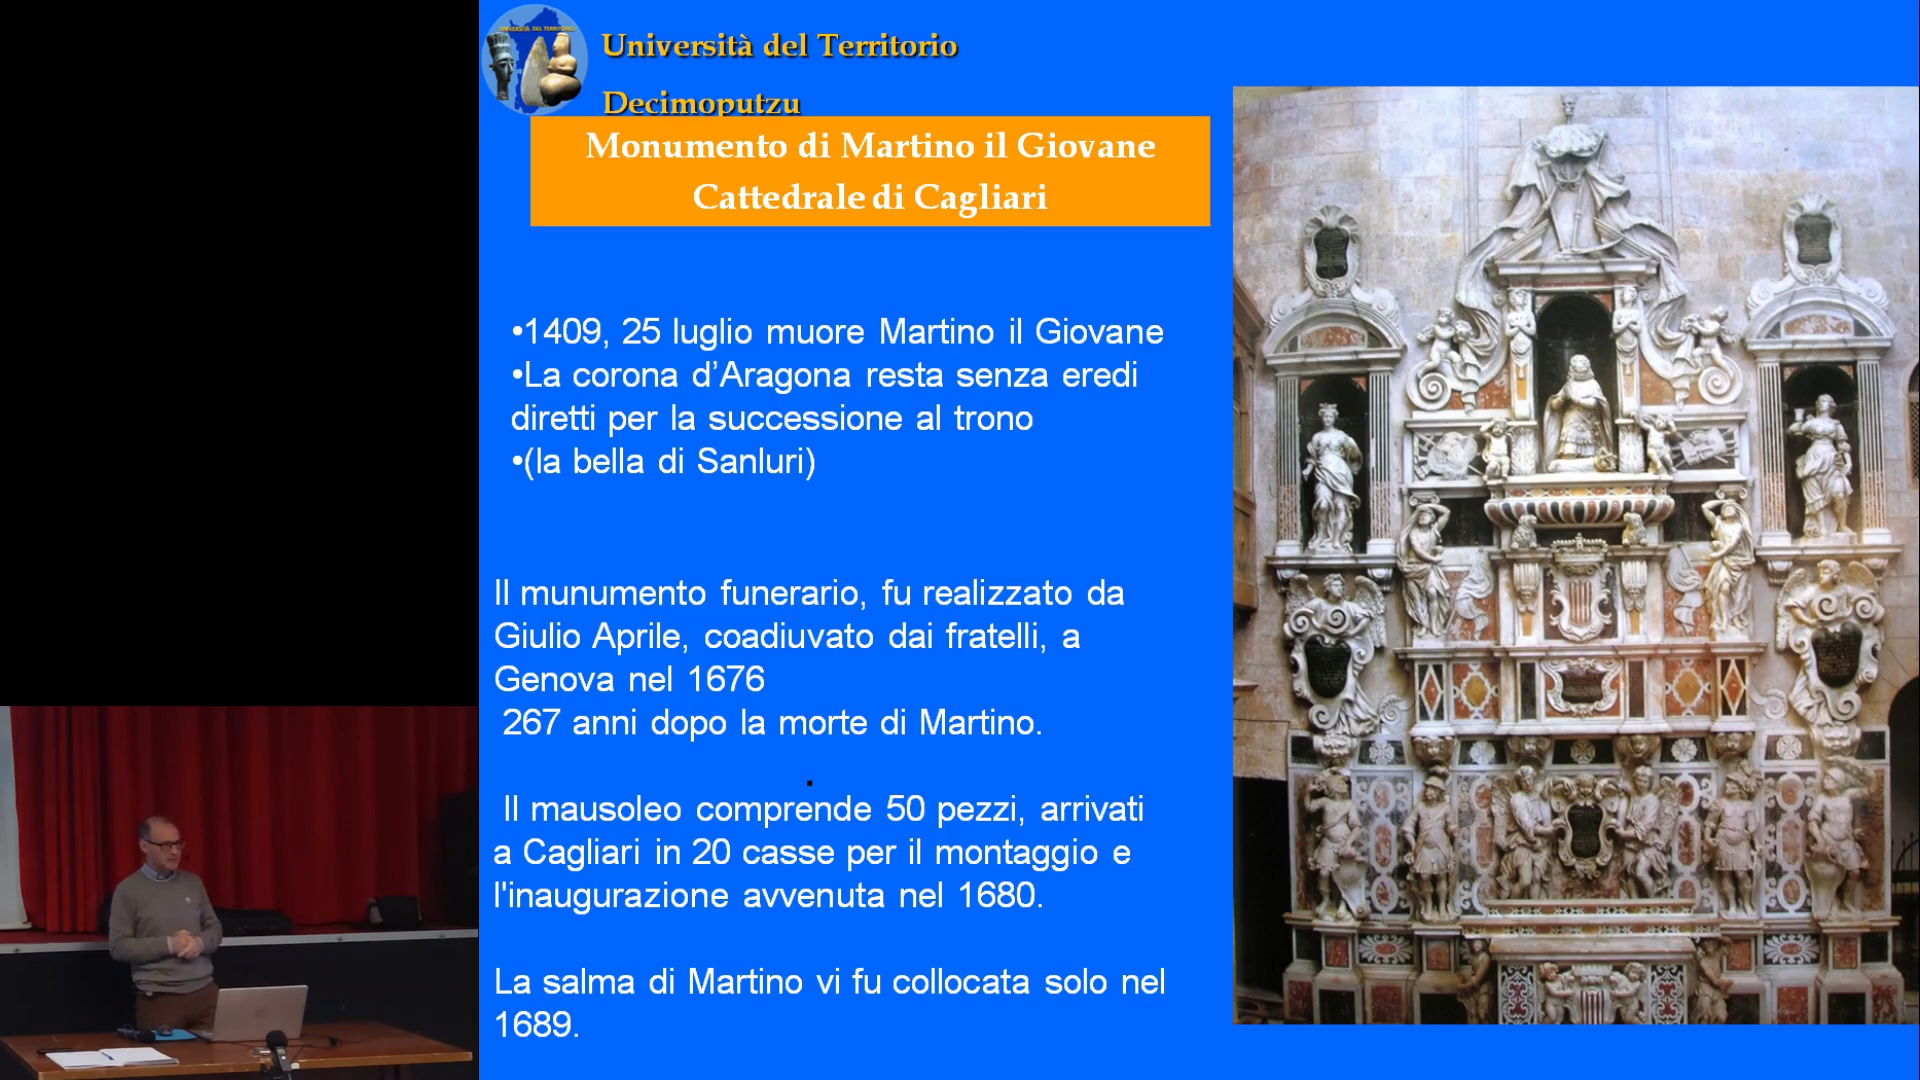 UNIVERSITÀ DEL TERRITORIO
Università del Territorio
Decimoputzu
Monumento di Martino il Giovane
Cattedrale di Cagliari
•1409, 25 luglio muore Martino il Giovane
•La corona d’Aragona resta senza eredi
diretti per la successione al trono
•(la bella di Sanluri)
Il munumento funerario, fu realizzato da
Giulio Aprile, coadiuvato dai fratelli, a
Genova nel 1676
267 anni dopo la morte di Martino.
Il mausoleo comprende 50 pezzi, arrivati
a Cagliari in 20 casse per il montaggio e
l'inaugurazione avvenuta nel 1680.
La salma di Martino vi fu collocata solo nel
1689.